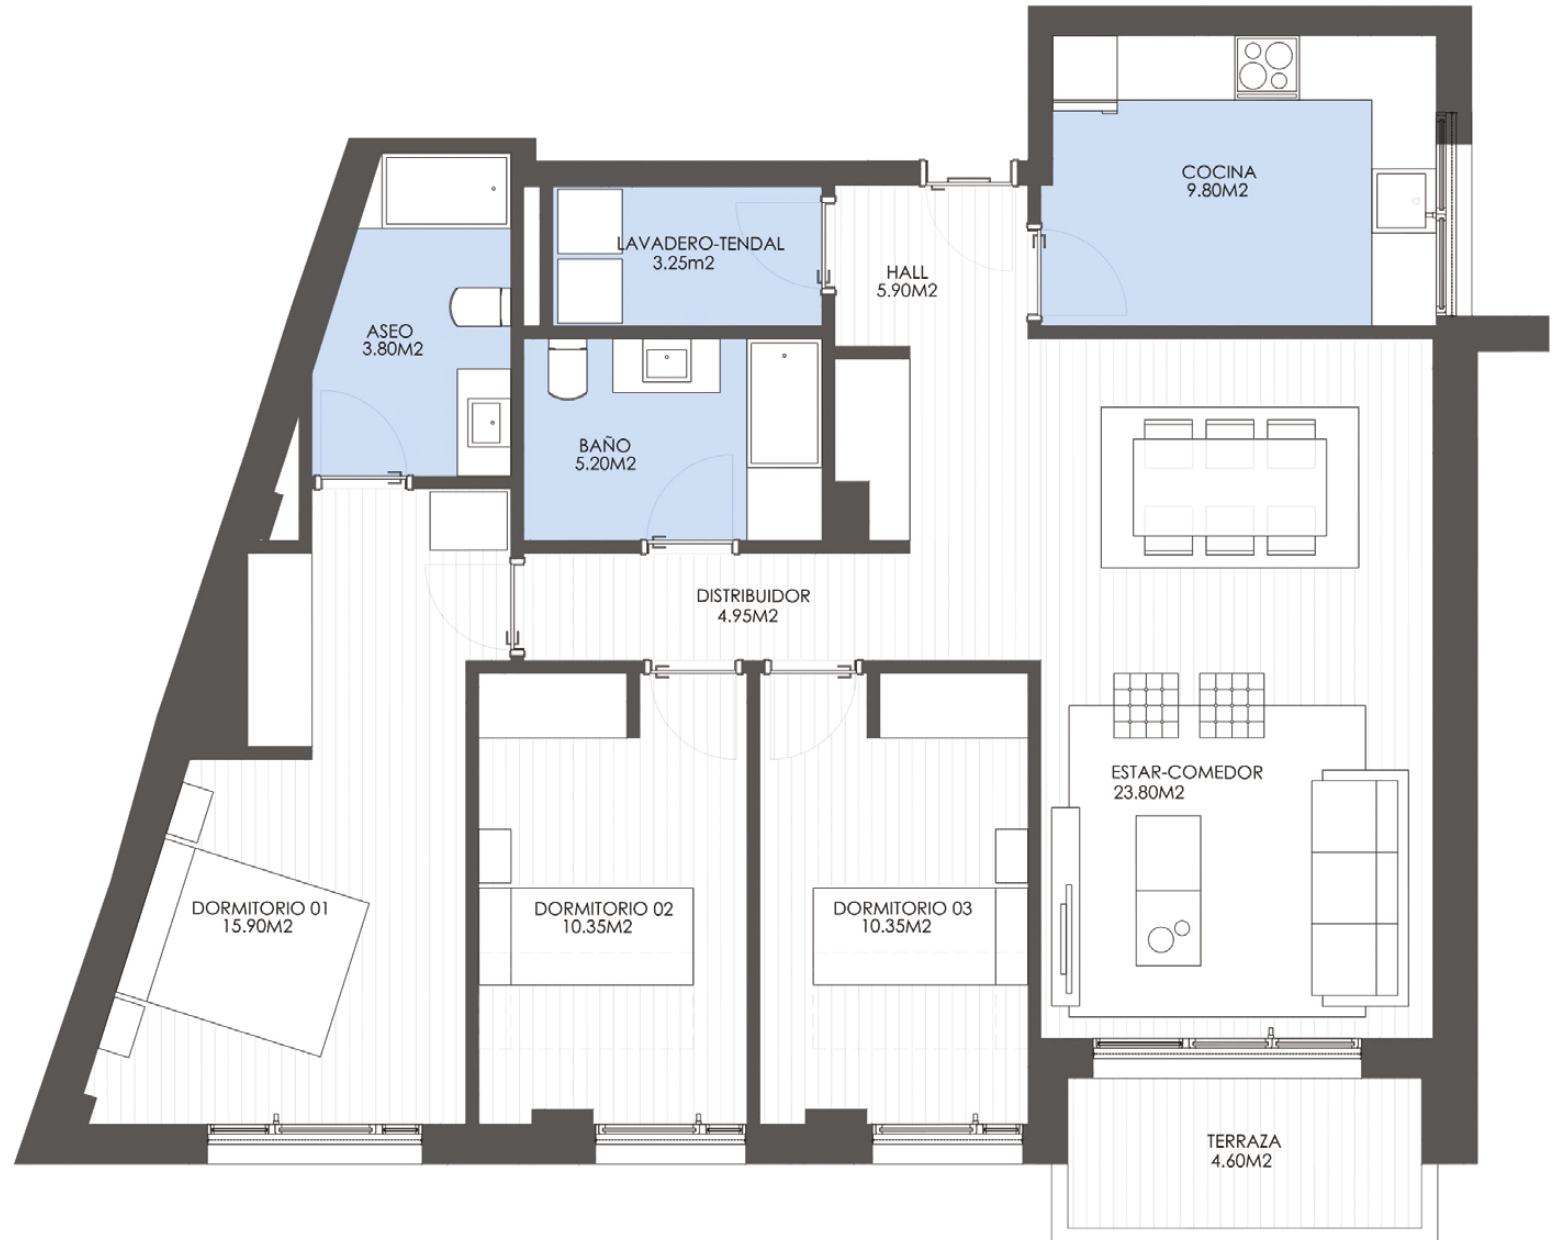 COCINA
9.80M2
LAVADERO-TENDAL
3.25m2
HALL
5.90M2
ASEO
3.80M2
BAÑO
5.20M2
DISTRIBUIDOR
4.95M2
ESTAR-COMEDOR
23.80M2
DORMITORIO 01
15.90M2
DORMITORIO 02
10.35M2
DORMITORIO 03
10.35M2
TERRAZA
4.60M2